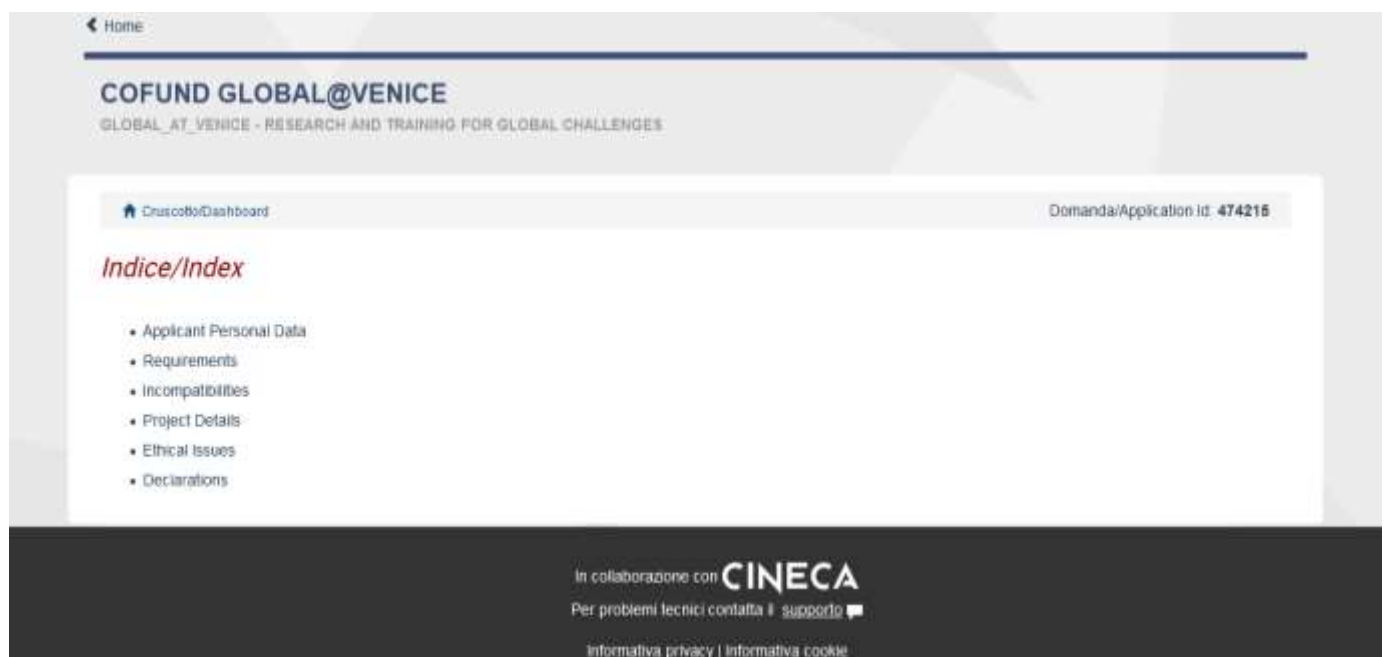 Home
COFUND GLOBAL@VENICE
GLOBAL_AT_VENICE - RESEARCH AND TRAINING FOR GLOBAL CHALLENGES
Cruscotto/Dashboard Domanda/Application id: 474215
Indice/Index
• Applicant Personal Data
• Requirements
• Incompatibilities
• Project Details
• Ethical Issues
• Declarations
In collaborazione con CINECA
Per problemi tecnici contatta il supporto
Informativa privacy | Informativa cookie